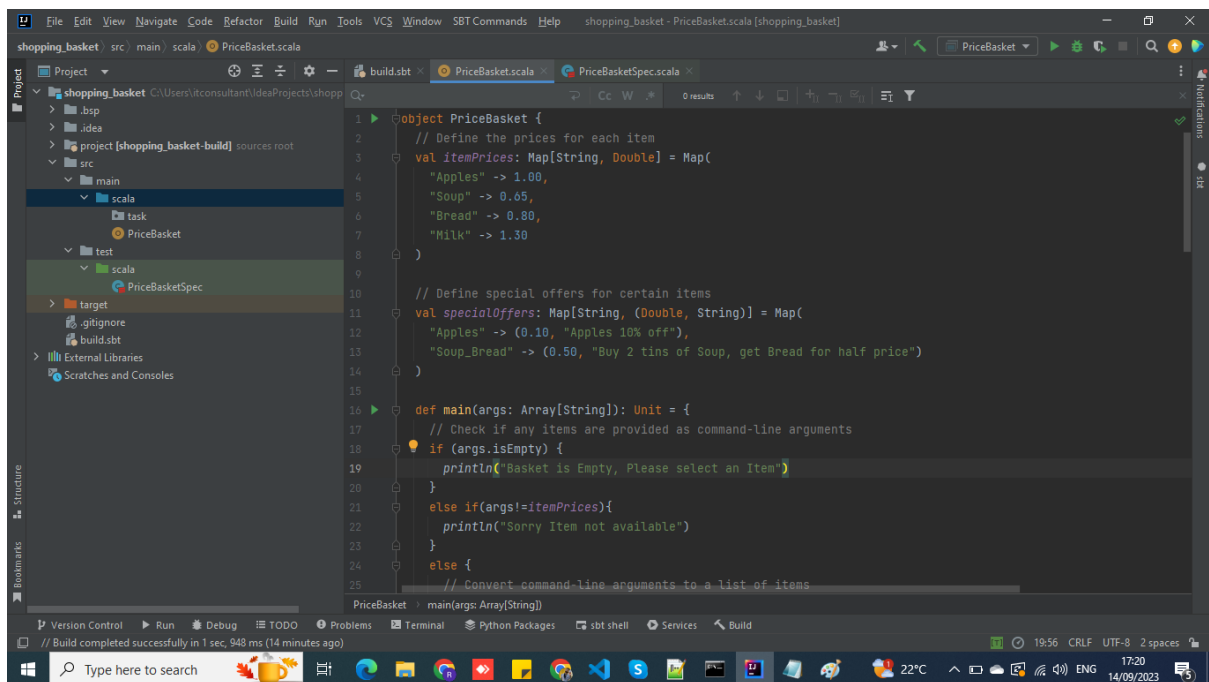 File Edit View Navigate Code Refactor Build Run Tools VCS Window SBT Commands Help shopping_basket - PriceBasket.scala [shopping_basket]
shopping_basket src main scala PriceBasket.scala PriceBasket
Project build.sbt PriceBasket.scala PriceBasketSpec.scala
shopping_basket C:\Users\itconsultant\IdeaProjects\shopp
.bsp
.idea
project [shopping_basket-build] sources root
src
main
scala
task
PriceBasket
test
scala
PriceBasketSpec
target
.gitignore
build.sbt
External Libraries
Scratches and Consoles
Cc W .* 0 results
1 object PriceBasket {
2 // Define the prices for each item
3 val itemPrices: Map[String, Double] = Map(
4 "Apples" -> 1.00,
5 "Soup" -> 0.65,
6 "Bread" -> 0.80,
7 "Milk" -> 1.30
8 )
9
10 // Define special offers for certain items
11 val specialOffers: Map[String, (Double, String)] = Map(
12 "Apples" -> (0.10, "Apples 10% off"),
13 "Soup_Bread" -> (0.50, "Buy 2 tins of Soup, get Bread for half price")
14 )
15
16 def main(args: Array[String]): Unit = {
17 // Check if any items are provided as command-line arguments
18 if (args.isEmpty) {
19 println("Basket is Empty, Please select an Item")
20 }
21 else if(args!=itemPrices){
22 println("Sorry Item not available")
23 }
24 else {
25 // Convert command-line arguments to a list of items
PriceBasket main(args: Array[String])
Project
Structure
Bookmarks
Notifications
sbt
Version Control Run Debug TODO Problems Terminal Python Packages sbt shell Services Build
// Build completed successfully in 1 sec, 948 ms (14 minutes ago) 19:56 CRLF UTF-8 2 spaces
Type here to search 22°C ENG 17:20
14/09/2023 5